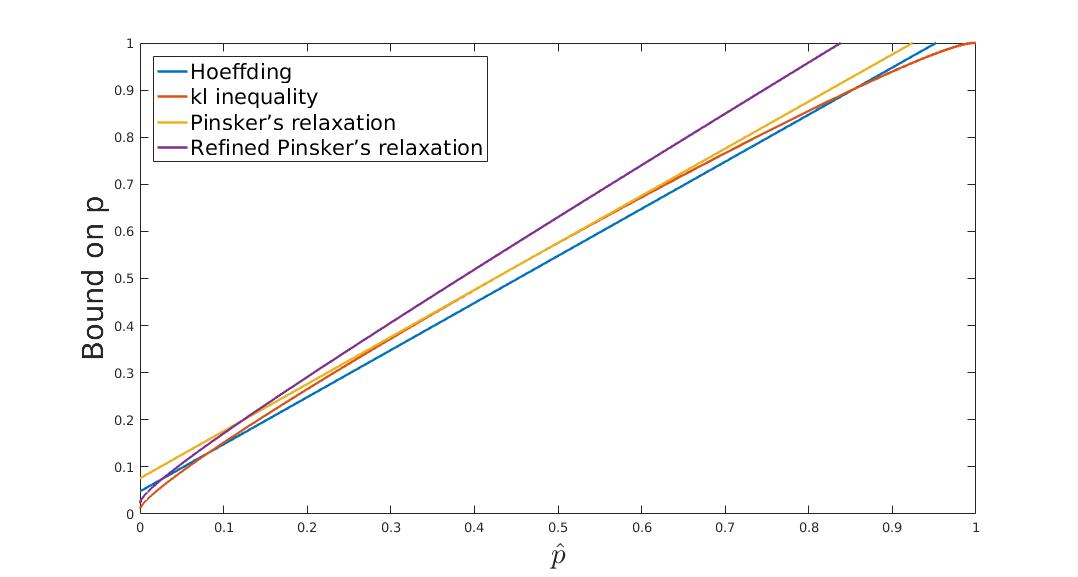 Hoeffding
kl inequality
Pinsker’s relaxation
Refined Pinsker’s relaxation
Bound on p
1
0.9
0.8
0.7
0.6
0.5
0.4
0.3
0.2
0.1
0
0 0.1 0.2 0.3 0.4 0.5 0.6 0.7 0.8 0.9 1
p̂